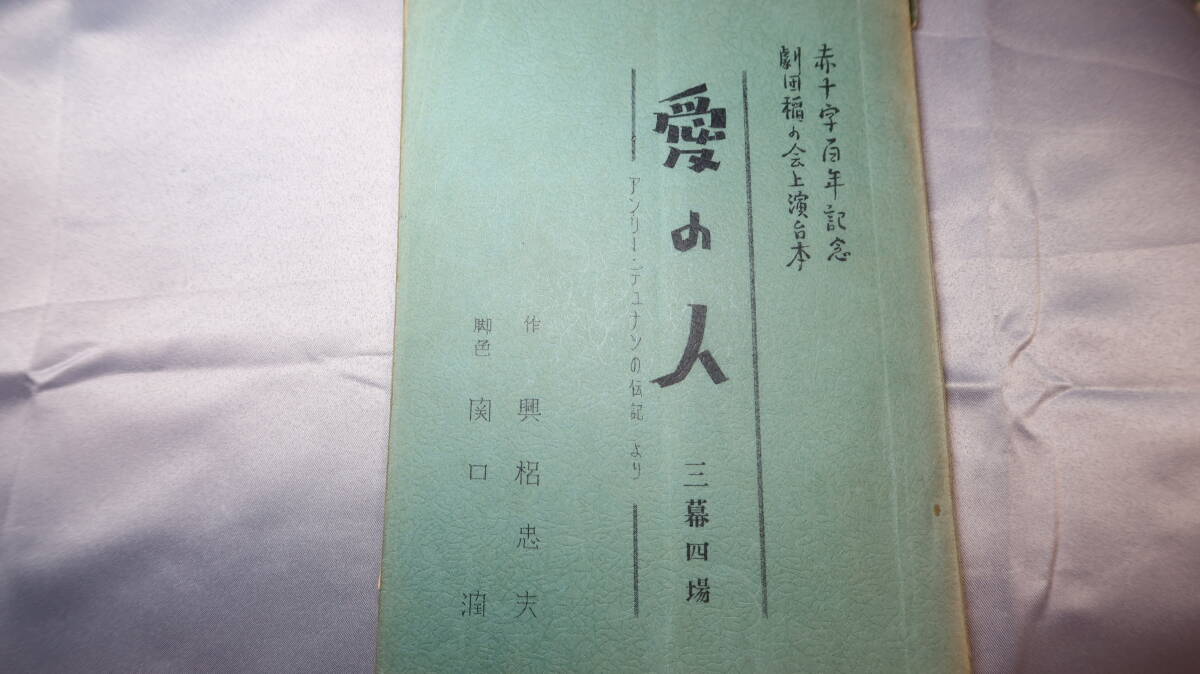 赤十字百年記念
劇団稲の会上演台本
愛の人 三幕四場
アンリー・デュナンの伝記 より
作 興梠忠夫
脚色 関口潤